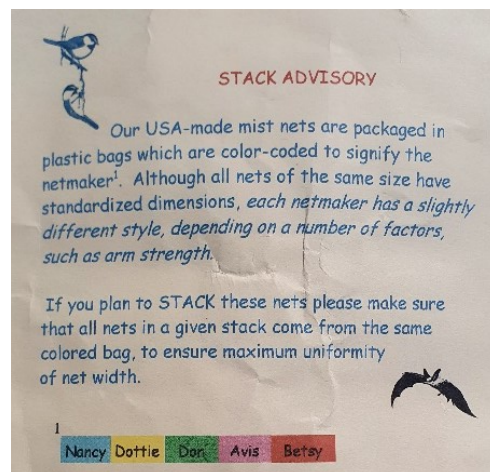 STACK ADVISORY
Our USA-made mist nets are packaged in
plastic bags which are color-coded to signify the
netmaker¹. Although all nets of the same size have
standardized dimensions, each netmaker has a slightly
different style, depending on a number of factors,
such as arm strength.
If you plan to STACK these nets please make sure
that all nets in a given stack come from the same
colored bag, to ensure maximum uniformity
of net width.
1
Nancy Dottie Don Avis Betsy